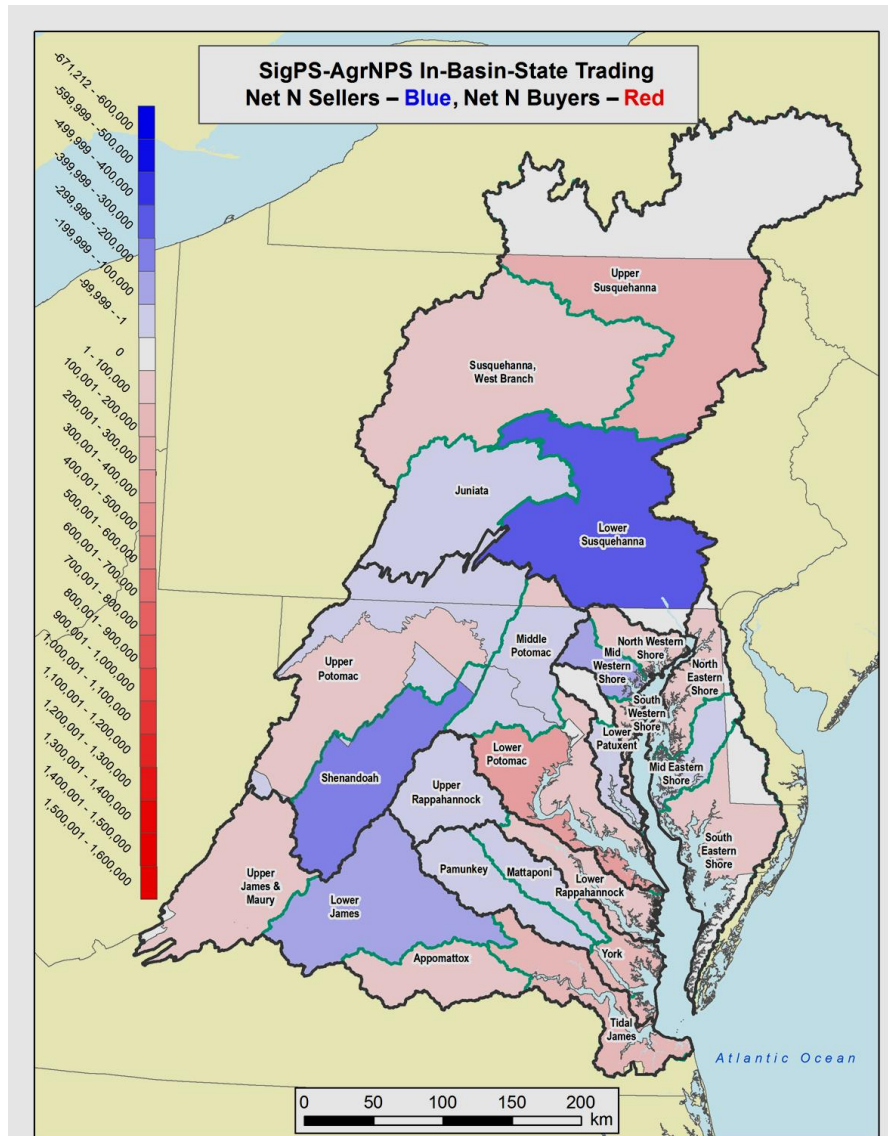 SigPS-AgrNPS In-Basin-State Trading
Net N Sellers – Blue, Net N Buyers – Red
-671,212 - -600,000
-599,999 - -500,000
-499,999 - -400,000
-399,999 - -300,000
-299,999 - -200,000
-199,999 - -100,000
-99,999 - -1
0
1 - 100,000
100,001 - 200,000
200,001 - 300,000
300,001 - 400,000
400,001 - 500,000
500,001 - 600,000
600,001 - 700,000
700,001 - 800,000
800,001 - 900,000
900,001 - 1,000,000
1,000,001 - 1,100,000
1,100,001 - 1,200,000
1,200,001 - 1,300,000
1,300,001 - 1,400,000
1,400,001 - 1,500,000
1,500,001 - 1,600,000
Upper
Susquehanna
Susquehanna,
West Branch
Juniata
Lower
Susquehanna
Middle
Potomac
North Western
Shore
Mid
Western
Shore
North
Eastern
Shore
Upper
Potomac
South
Western
Shore
Lower
Patuxent
Lower
Potomac
Mid Eastern
Shore
Shenandoah
Upper
Rappahannock
South
Eastern
Shore
Upper
James &
Maury
Pamunkey
Mattaponi
Lower
Rappahannock
Lower
James
Appomattox
York
Tidal
James
Atlantic Ocean
0 50 100 150 200
km